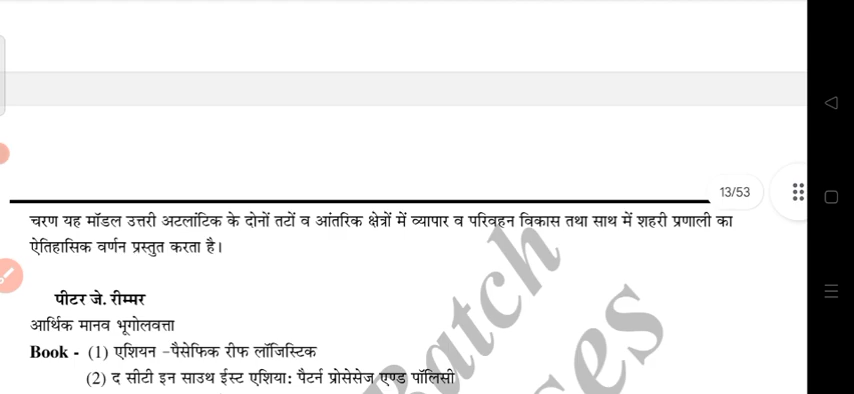 13/53
चरण यह मॉडल उत्तरी अटलांटिक के दोनों तटों व आंतरिक क्षेत्रों में व्यापार व परिवहन विकास तथा साथ में शहरी प्रणाली का
ऐतिहासिक वर्णन प्रस्तुत करता है।
पीटर जे. रीम्मर
आर्थिक मानव भूगोलवत्ता
Book - (1) एशियन -पैसेफिक रीफ लॉजिस्टिक
(2) द सीटी इन साउथ ईस्ट एशिया: पैटर्न प्रोसेसेज एण्ड पॉलिसी
Batch